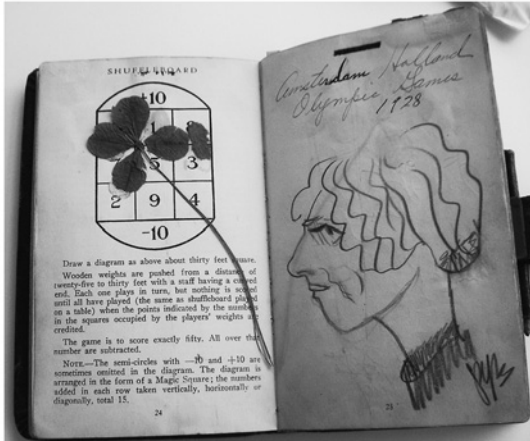 SHUFFLEBOARD
+10
1
5 3
2 9 4
-10
Draw a diagram as above about thirty feet square.
Wooden weights are pushed from a distance of
twenty-five to thirty feet with a staff having a curved
end. Each one plays in turn, but nothing is scored
until all have played (the same as shuffleboard played
on a table) when the points indicated by the numbers
in the squares occupied by the players' weights are
credited.
The game is to score exactly fifty. All over that
number are subtracted.
NOTE.—The semi-circles with —10 and +10 are
sometimes omitted in the diagram. The diagram is
arranged in the form of a Magic Square; the numbers
added in each row taken vertically, horizontally or
diagonally, total 15.
24
Amsterdam, Holland
Olympic Games
1928